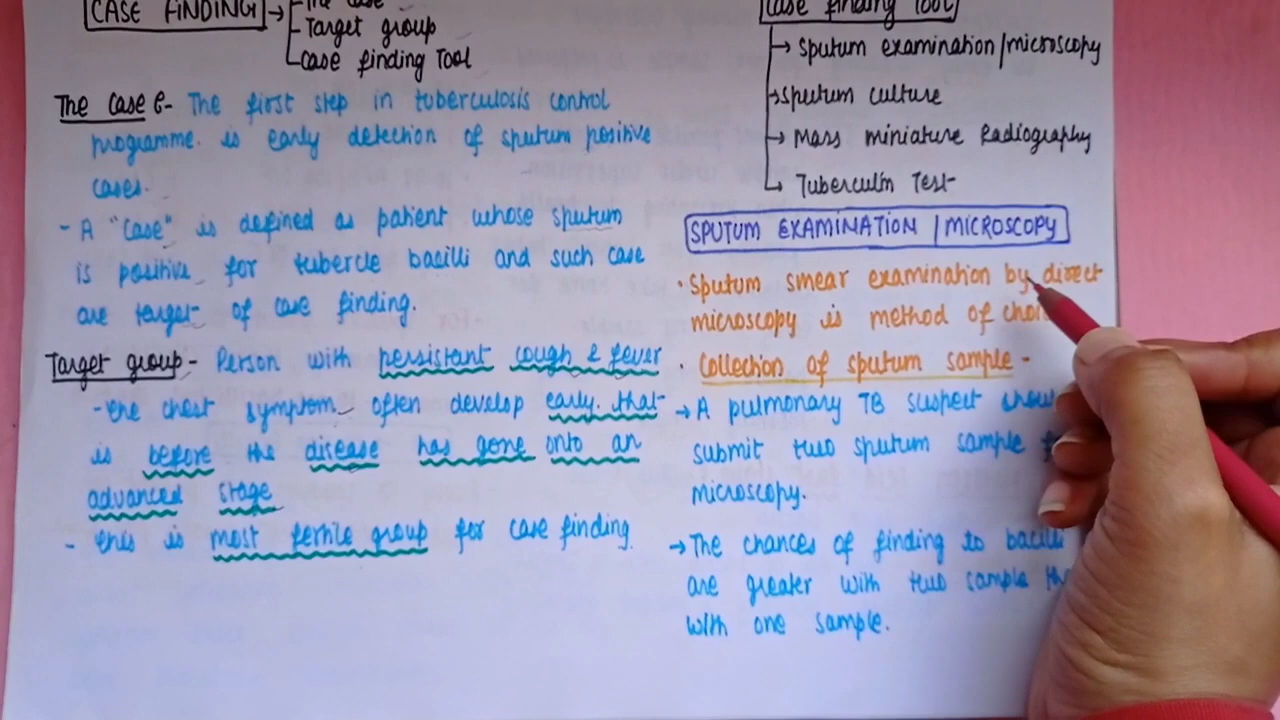 CASE FINDING → The case
Target group
Case finding Tool
The Case :- The first step in tuberculosis control
programme is early detection of sputum positive
cases.
- A "case" is defined as patient whose sputum
is positive for tubercle bacilli and such case
are target of case finding.
Target group - Person with persistent cough & fever
- the chest symptom often develop early that
is before the disease has gone onto an
advanced stage
- this is most fertile group for case finding.
Case finding Tool
→ Sputum examination/microscopy
→ Sputum culture
→ Mass miniature Radiography
Tuberculin Test
SPUTUM EXAMINATION / MICROSCOPY
· Sputum smear examination by direct
microscopy is method of
· Collection of sputum sample -
→ A pulmonary TB suspect
submit two sputum sample
microscopy.
→ The chances of finding to bacilli
are greater with two sample
with one sample.